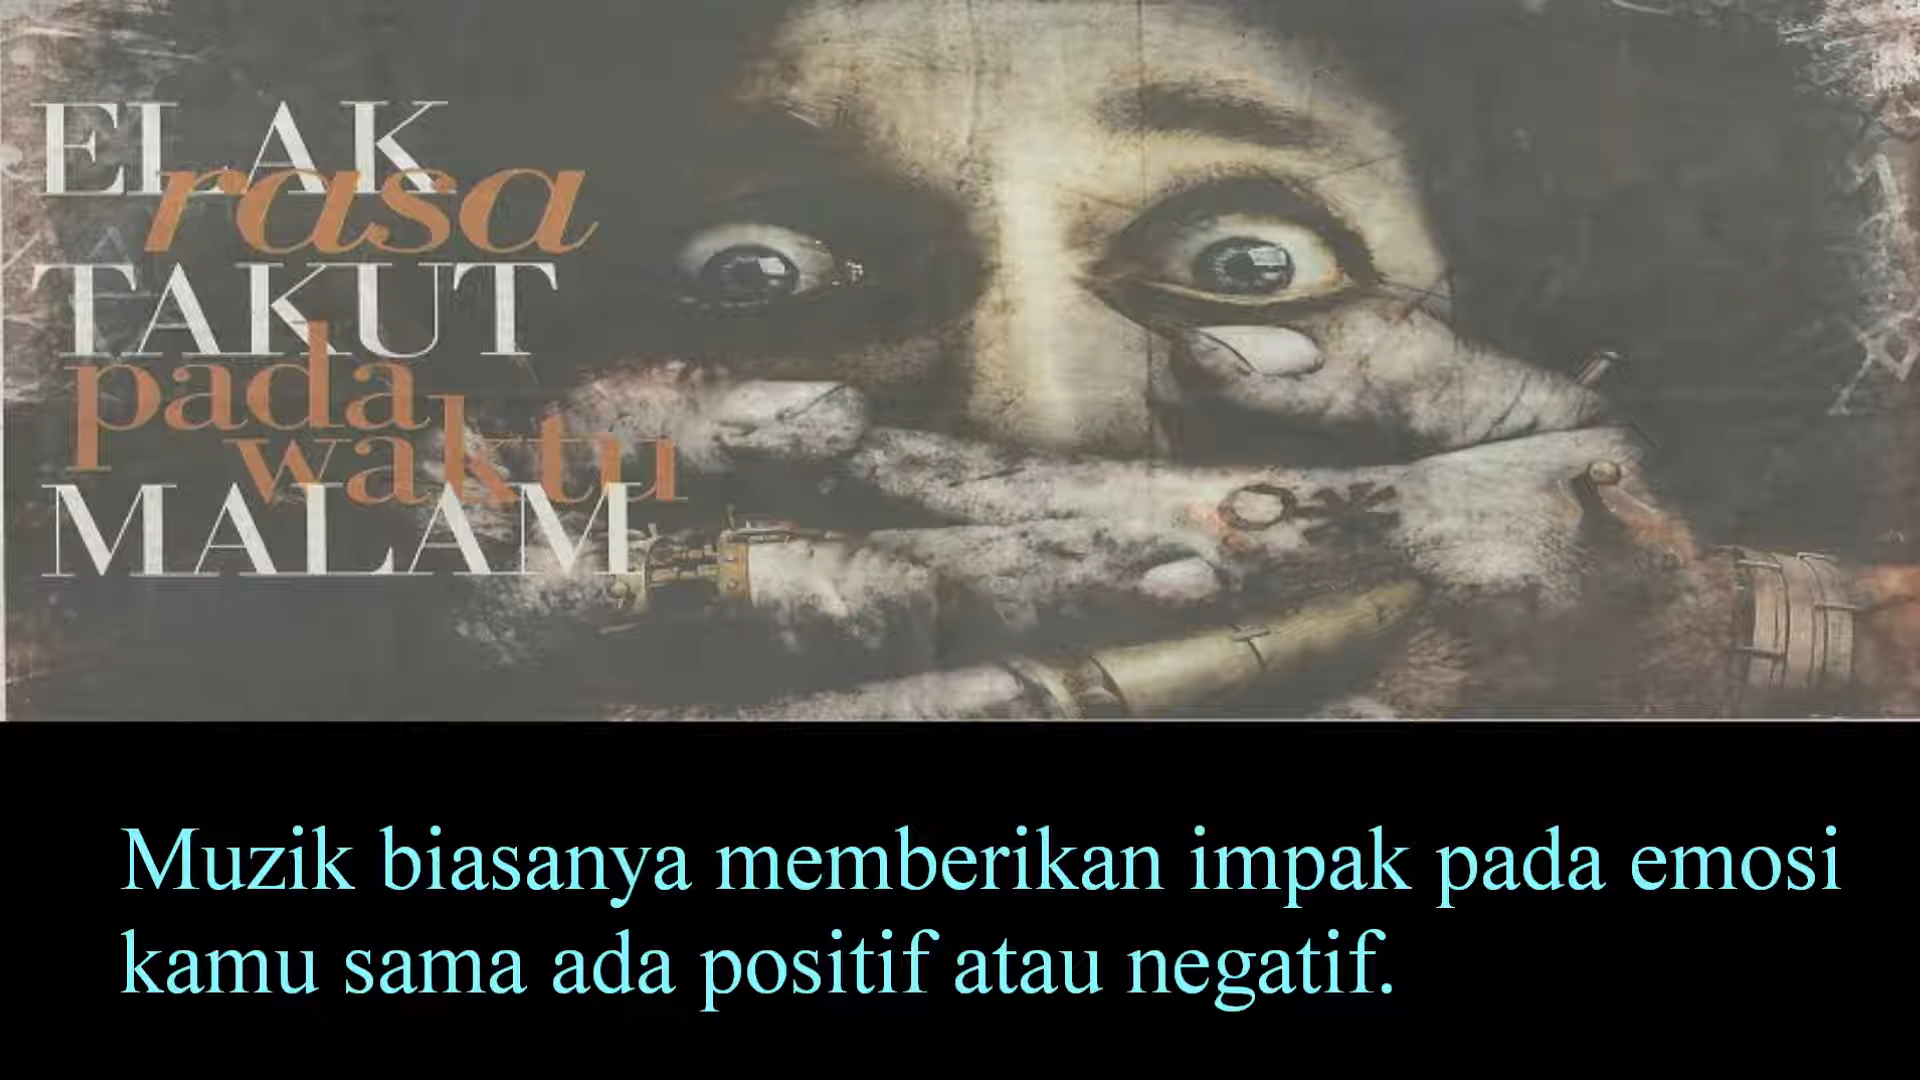 ELAK
rasa
TAKUT
pada
waktu
MALAM
Muzik biasanya memberikan impak pada emosi
kamu sama ada positif atau negatif.